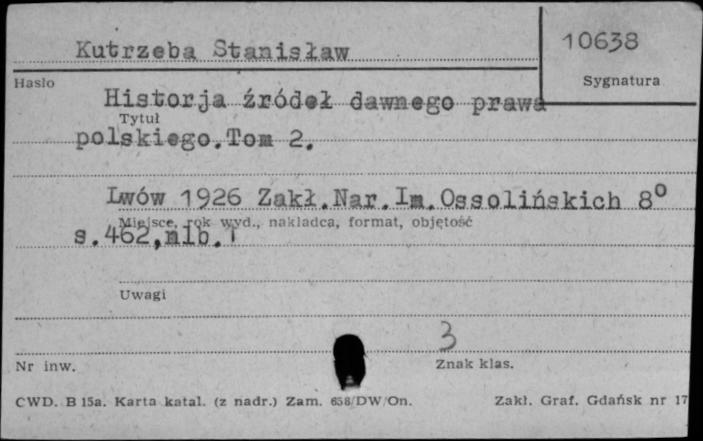 Kutrzeba Stanisław
10638
Hasło
Sygnatura
Historja źródeł dawnego prawa
Tytuł
polskiego.Tom 2.
Lwów 1926 Zakł.Nar.Im.Ossolińskich 8⁰
Miejsce, rok wyd., nakładca, format, objętość
s.462,nlb.1
Uwagi
3
Nr inw.
Znak klas.
CWD. B 15a. Karta katal. (z nadr.) Zam. 658/DW/On.
Zakł. Graf. Gdańsk nr 17